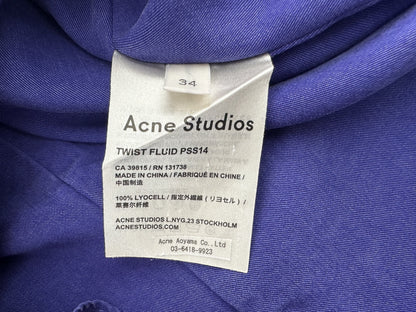 34
Acne Studios
TWIST FLUID PSS14
CA 39815 / RN 131738
MADE IN CHINA / FABRIQUÉ EN CHINE /
中国制造
100% LYOCELL / 指定外繊維 (リヨセル) /
莱赛尔纤维
ACNE STUDIOS L.NYG.23 STOCKHOLM
ACNESTUDIOS.COM
Acne Aoyama Co.,Ltd
03-6418-9923